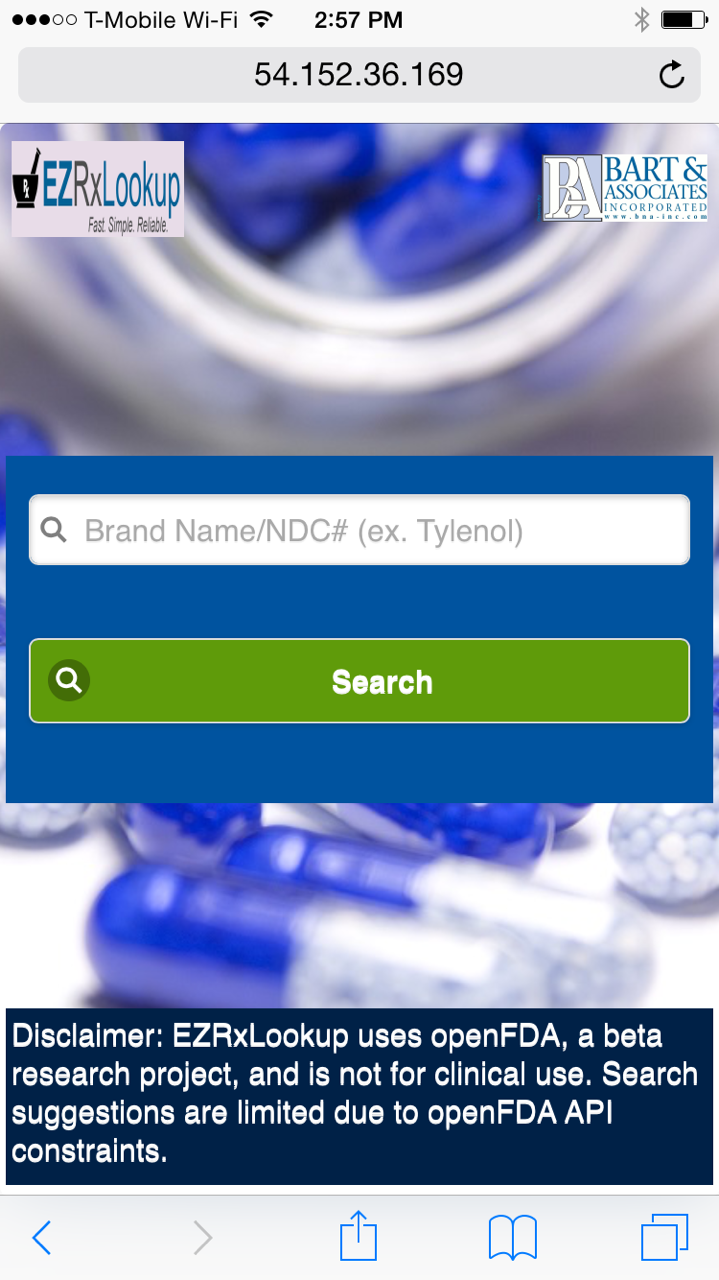 T-Mobile Wi-Fi 2:57 PM
54.152.36.169
EZRxLookup
Fast. Simple. Reliable.
BA
BART &
ASSOCIATES
INCORPORATED
www.bna-inc.com
Brand Name/NDC# (ex. Tylenol)
Search
Disclaimer: EZRxLookup uses openFDA, a beta
research project, and is not for clinical use. Search
suggestions are limited due to openFDA API
constraints.